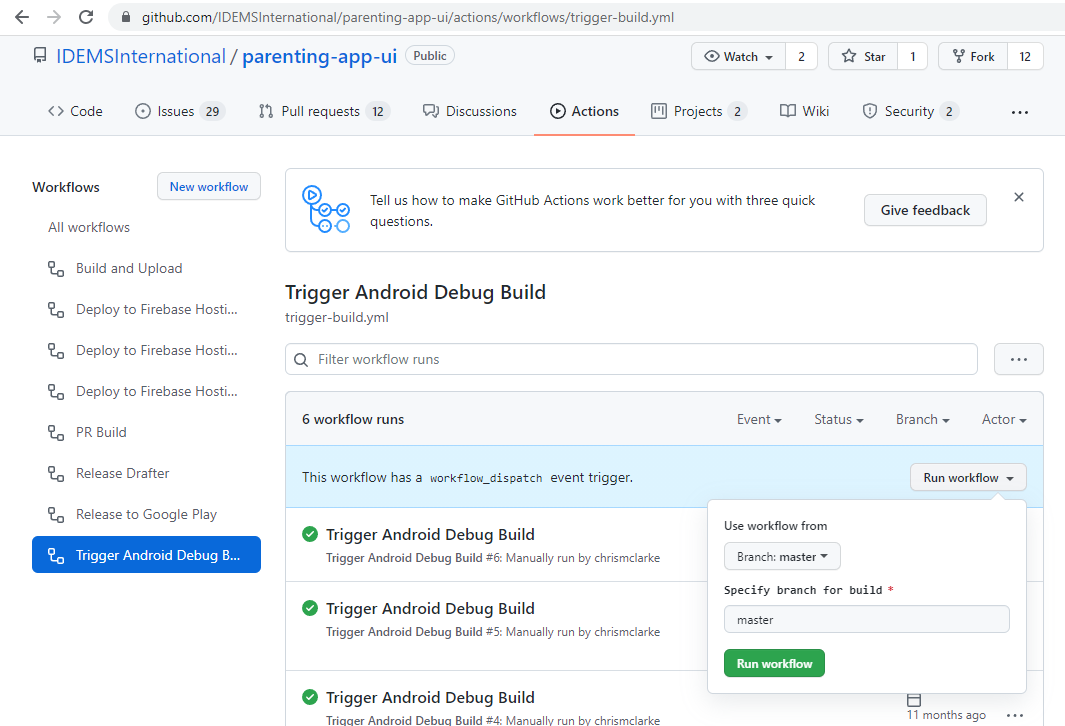 github.com/IDEMSInternational/parenting-app-ui/actions/workflows/trigger-build.yml
IDEMSInternational / parenting-app-ui Public
Watch 2 Star 1 Fork 12
Code Issues 29 Pull requests 12 Discussions Actions Projects 2 Wiki Security 2 ...
Workflows New workflow
All workflows
Build and Upload
Deploy to Firebase Hosti...
Deploy to Firebase Hosti...
Deploy to Firebase Hosti...
PR Build
Release Drafter
Release to Google Play
Trigger Android Debug B...
Tell us how to make GitHub Actions work better for you with three quick
questions.
Give feedback
Trigger Android Debug Build
trigger-build.yml
Filter workflow runs
...
6 workflow runs Event Status Branch Actor
This workflow has a workflow_dispatch event trigger. Run workflow
Use workflow from
Branch: master
Specify branch for build *
master
Run workflow
Trigger Android Debug Build
Trigger Android Debug Build #6: Manually run by chrismclarke
Trigger Android Debug Build
Trigger Android Debug Build #5: Manually run by chrismclarke
Trigger Android Debug Build
Trigger Android Debug Build #4: Manually run by chrismclarke
11 months ago ...